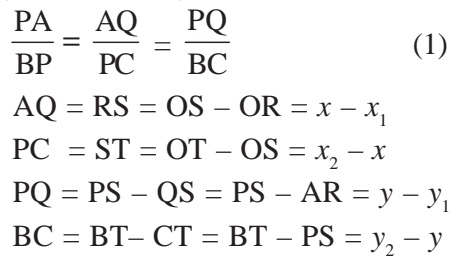 PA/BP = AQ/PC = PQ/BC (1)
AQ = RS = OS – OR = x – x₁
PC = ST = OT – OS = x₂ – x
PQ = PS – QS = PS – AR = y – y₁
BC = BT– CT = BT – PS = y₂ – y